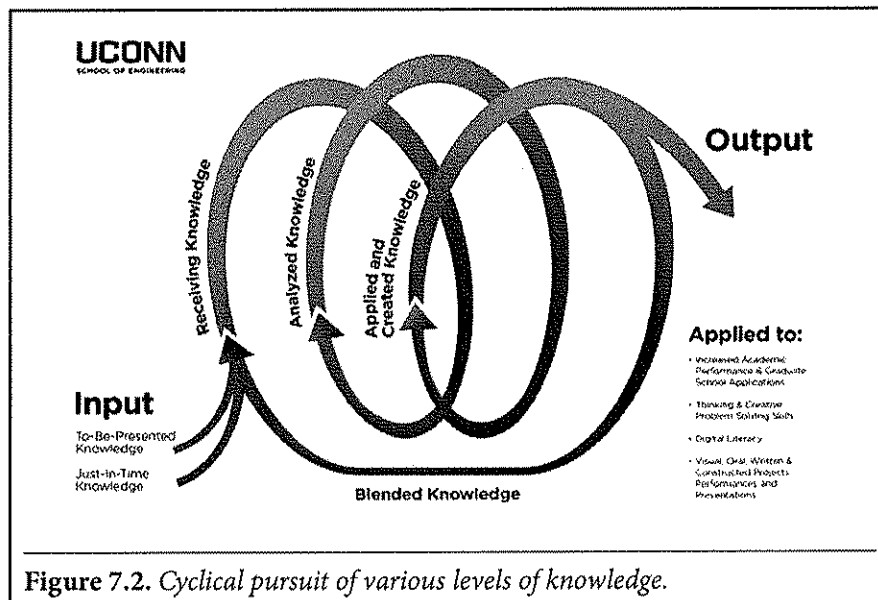 UCONN
SCHOOL OF ENGINEERING
Receiving Knowledge
Analyzed Knowledge
Applied and
Created Knowledge
Output
Input
To-Be-Presented
Knowledge
Just-In-Time
Knowledge
Blended Knowledge
Applied to:
• Increased Academic
Performance & Graduate
School Applications
• Thinking & Creative
Problem Solving Skills
• Digital Literacy
• Visual, Oral, Written &
Constructed Projects
Performances and
Presentations
Figure 7.2. Cyclical pursuit of various levels of knowledge.